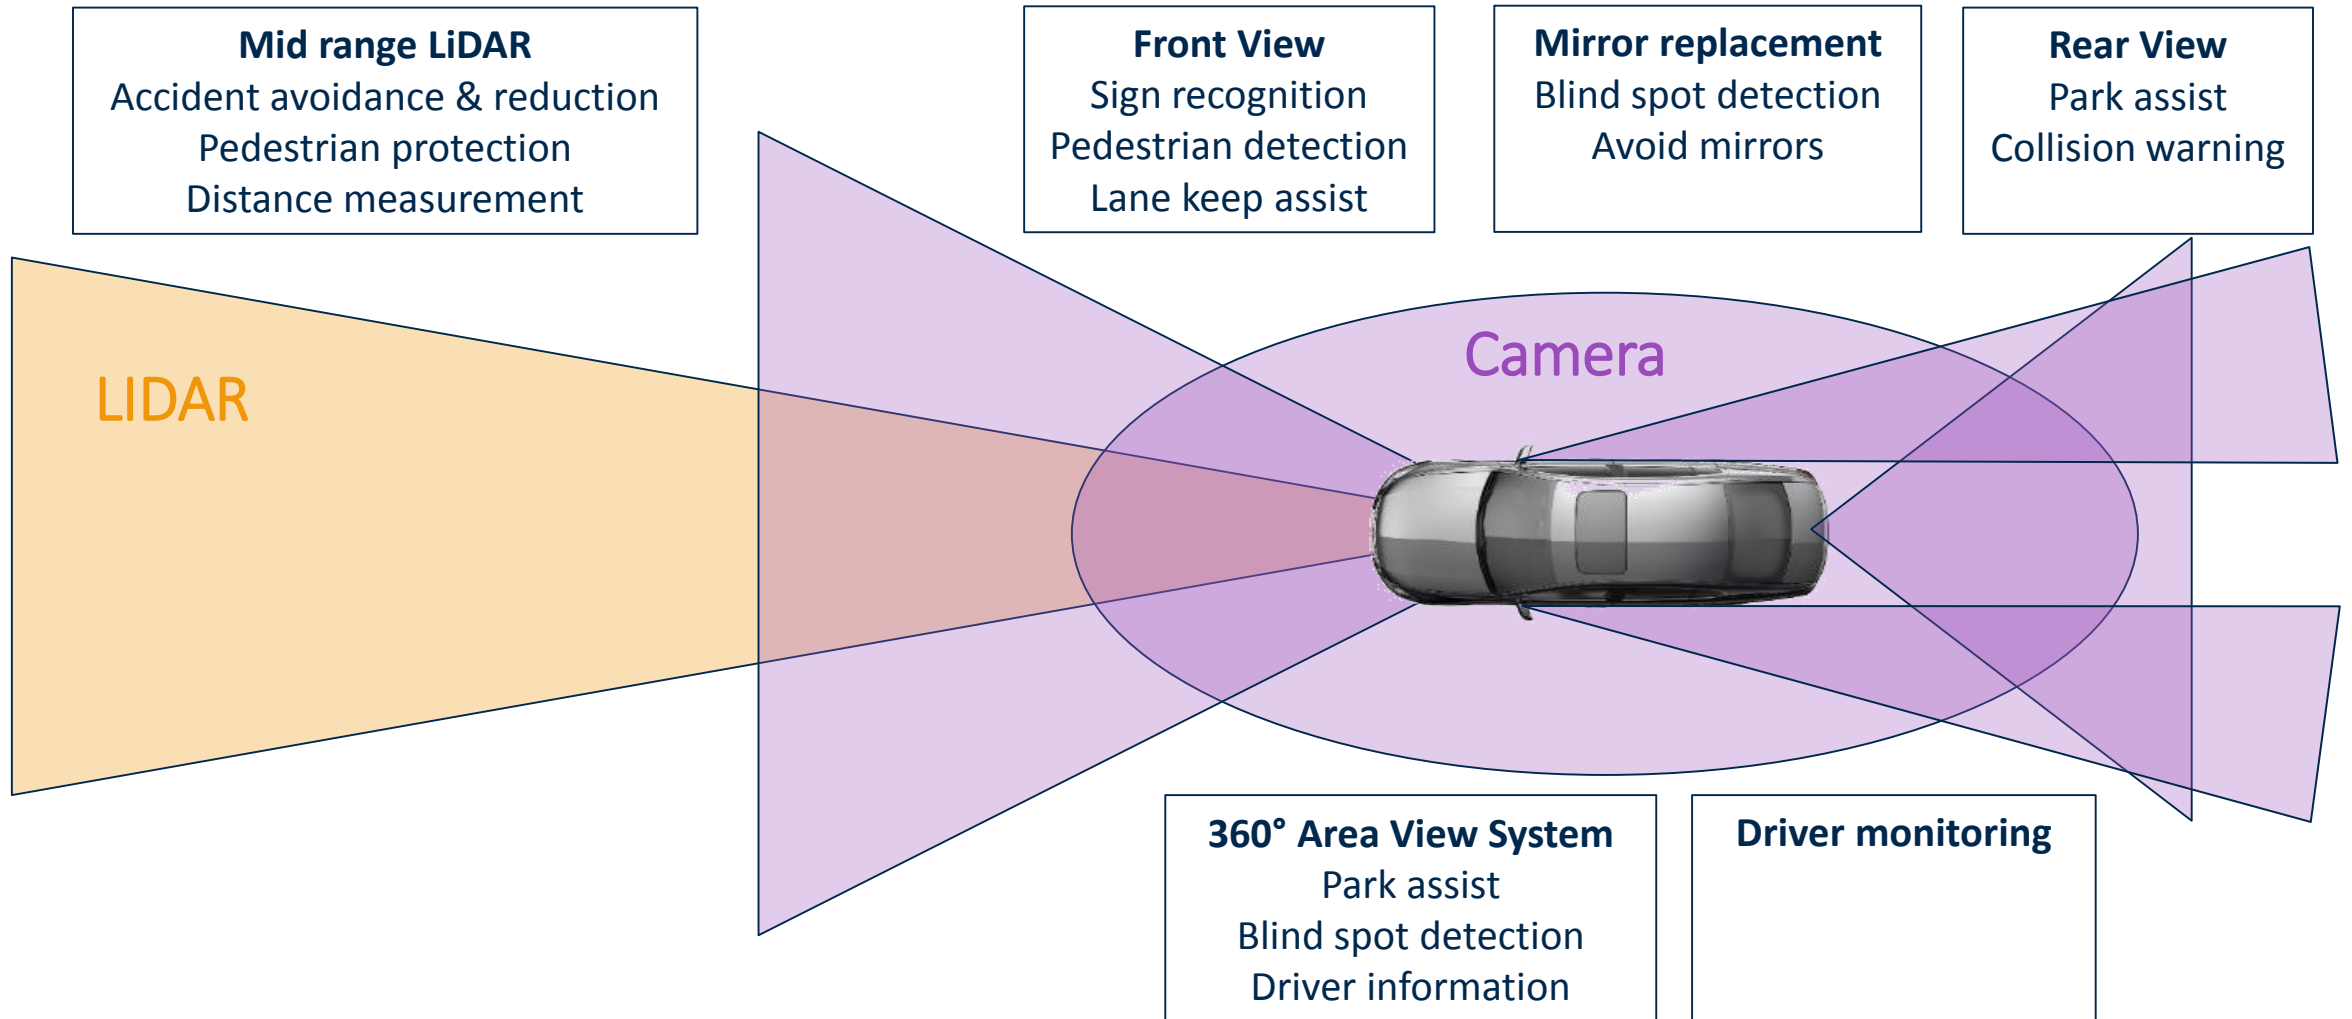 Mid range LiDAR
Accident avoidance & reduction
Pedestrian protection
Distance measurement
Front View
Sign recognition
Pedestrian detection
Lane keep assist
Mirror replacement
Blind spot detection
Avoid mirrors
Rear View
Park assist
Collision warning
LIDAR
Camera
360° Area View System
Park assist
Blind spot detection
Driver information
Driver monitoring